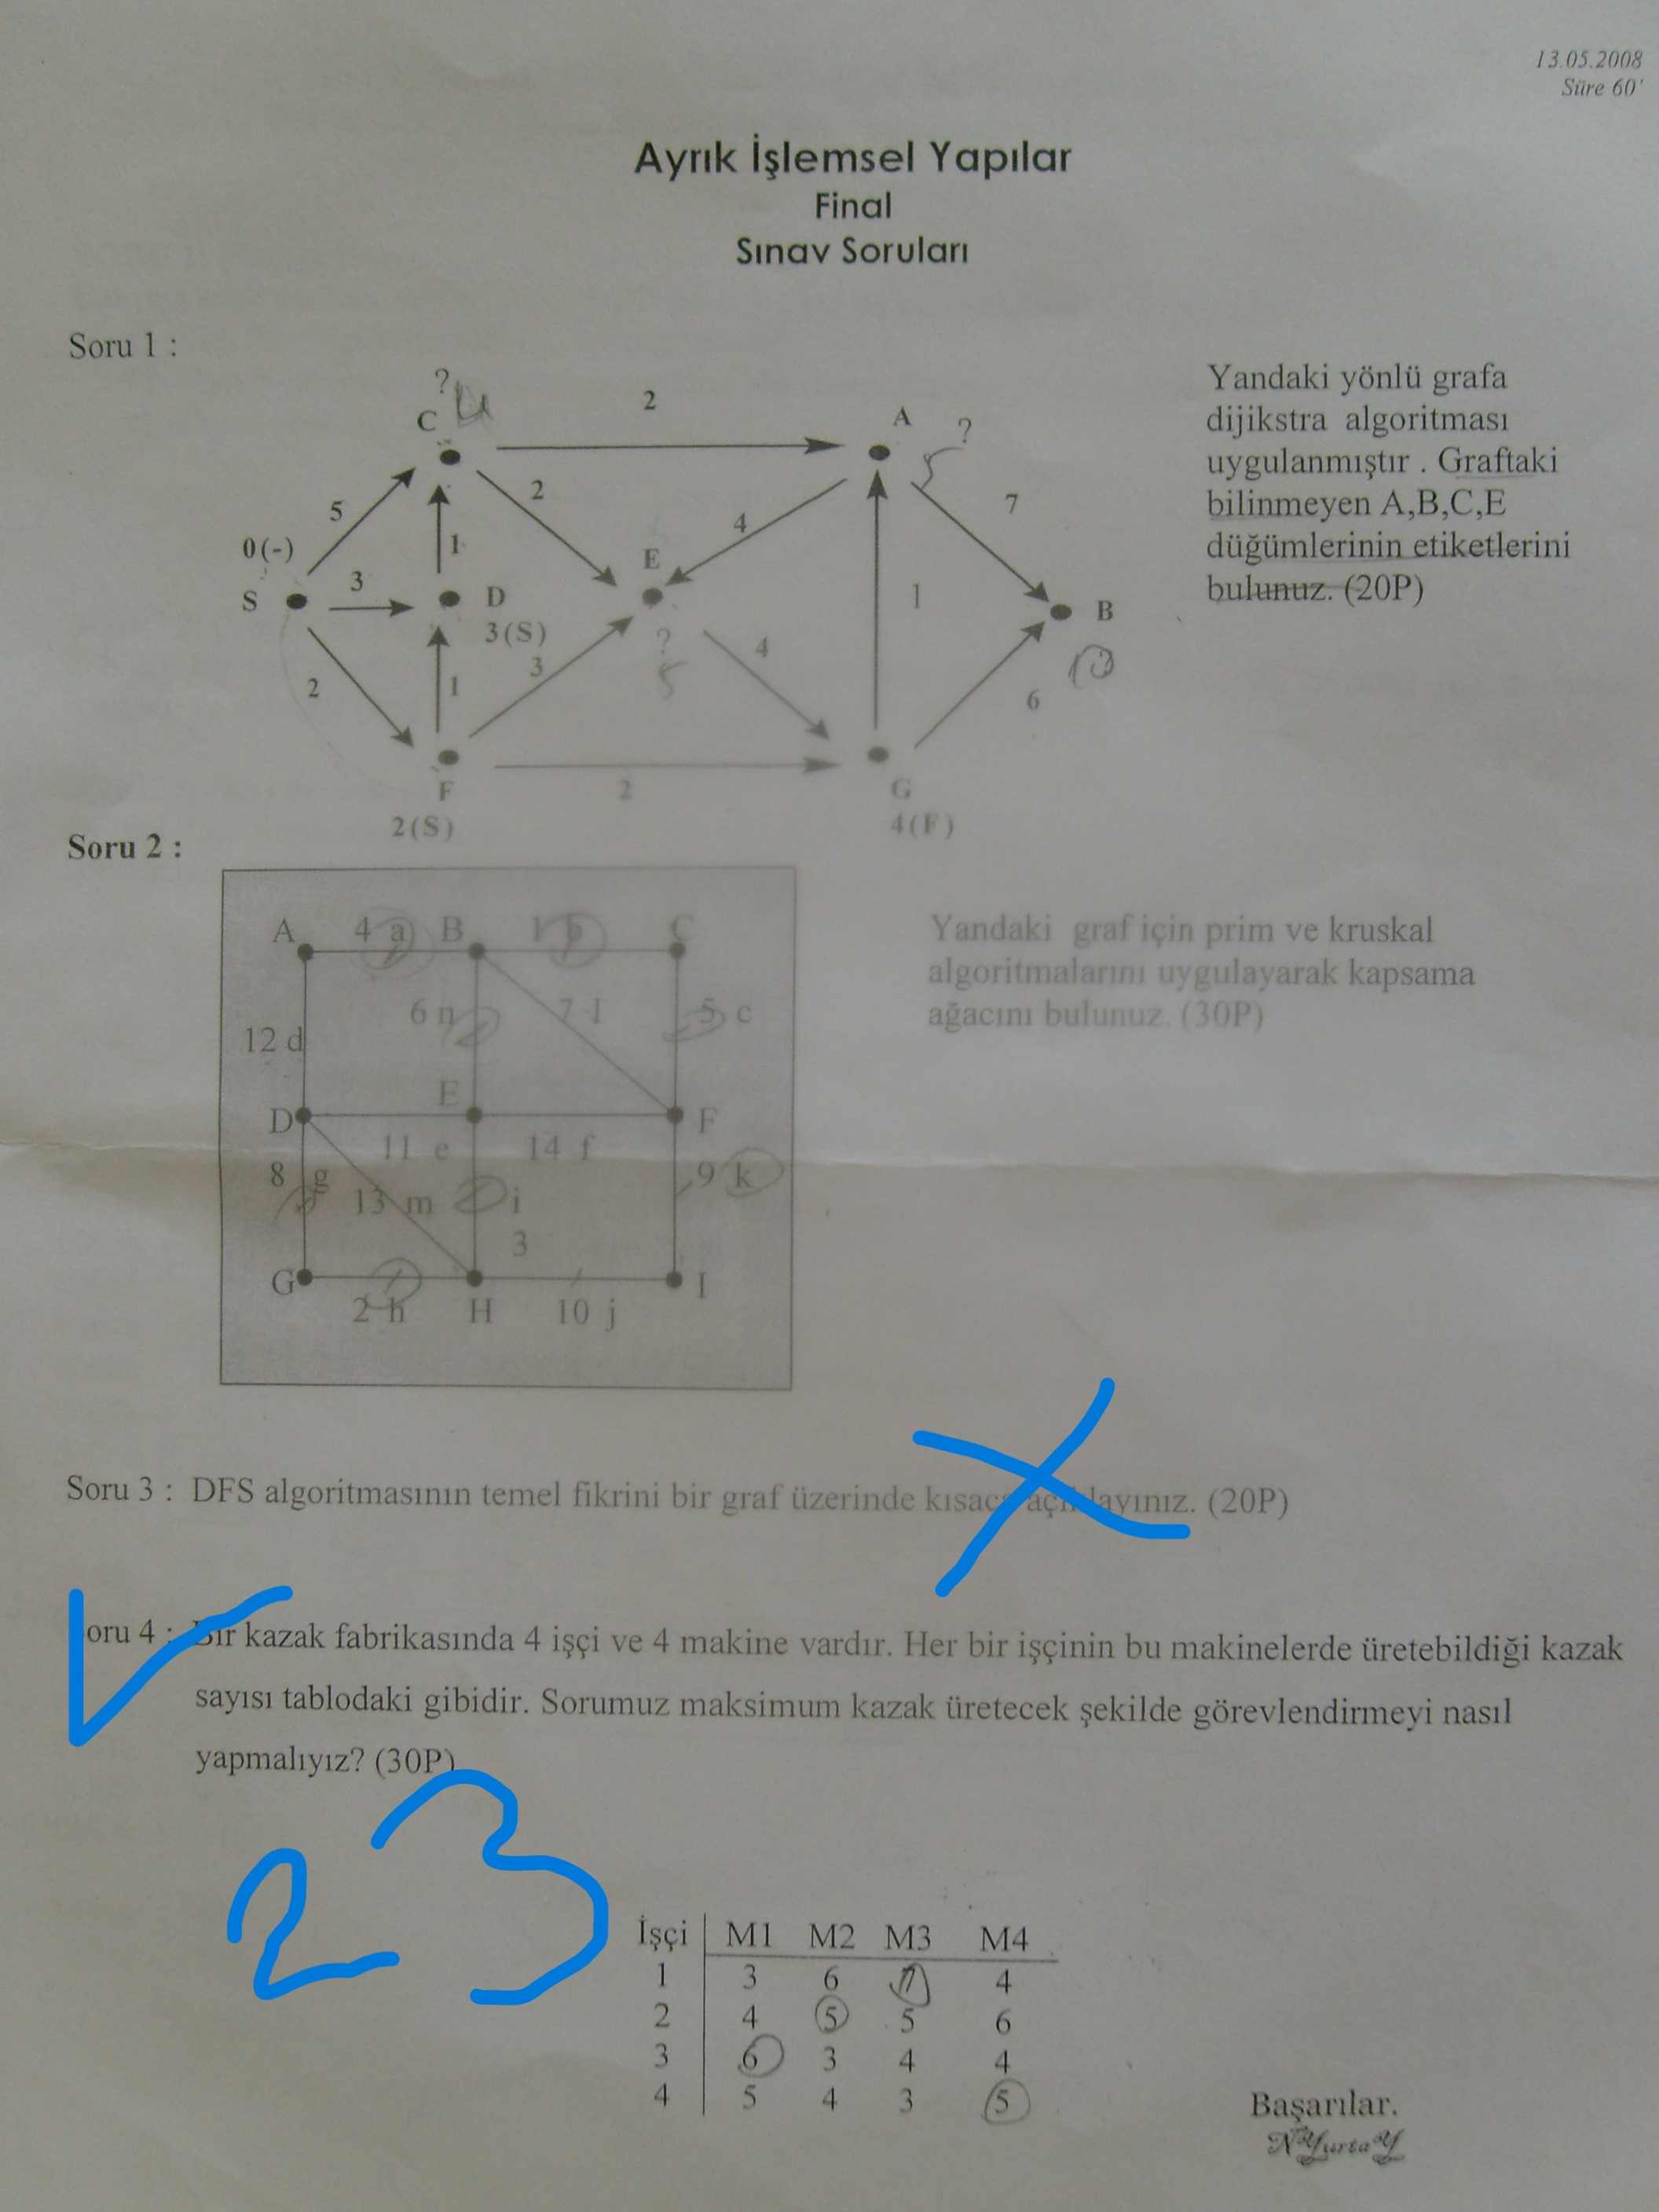 13.05.2008
Süre 60'
Ayrık İşlemsel Yapılar
Final
Sınav Soruları
Soru 1 :
Yandaki yönlü grafa
dijikstra algoritması
uygulanmıştır . Graftaki
bilinmeyen A,B,C,E
düğümlerinin etiketlerini
bulunuz. (20P)
? 4
C
2
A
?
5
5
2
7
0(-)
1
4
E
S
3
D
3(S)
1
B
?
5
3
4
2
1
6
F
2
G
2(S)
4(F)
Soru 2 :
Yandaki graf için prim ve kruskal
algoritmalarını uygulayarak kapsama
ağacını bulunuz. (30P)
A 4 a B 1 b C
6 n 7 l 5 c
12 d
E
D F
11 e 14 f
8 g 9 k
13 m i
3
G I
2 h H 10 j
Soru 3 : DFS algoritmasının temel fikrini bir graf üzerinde kısaca açıklayınız. (20P)
oru 4 : Bir kazak fabrikasında 4 işçi ve 4 makine vardır. Her bir işçinin bu makinelerde üretebildiği kazak
sayısı tablodaki gibidir. Sorumuz maksimum kazak üretecek şekilde görevlendirmeyi nasıl
yapmalıyız? (30P)
23
İşçi M1 M2 M3 M4
1 3 6 7 4
2 4 5 5 6
3 6 3 4 4
4 5 4 3 5
Başarılar.
NYurtaY